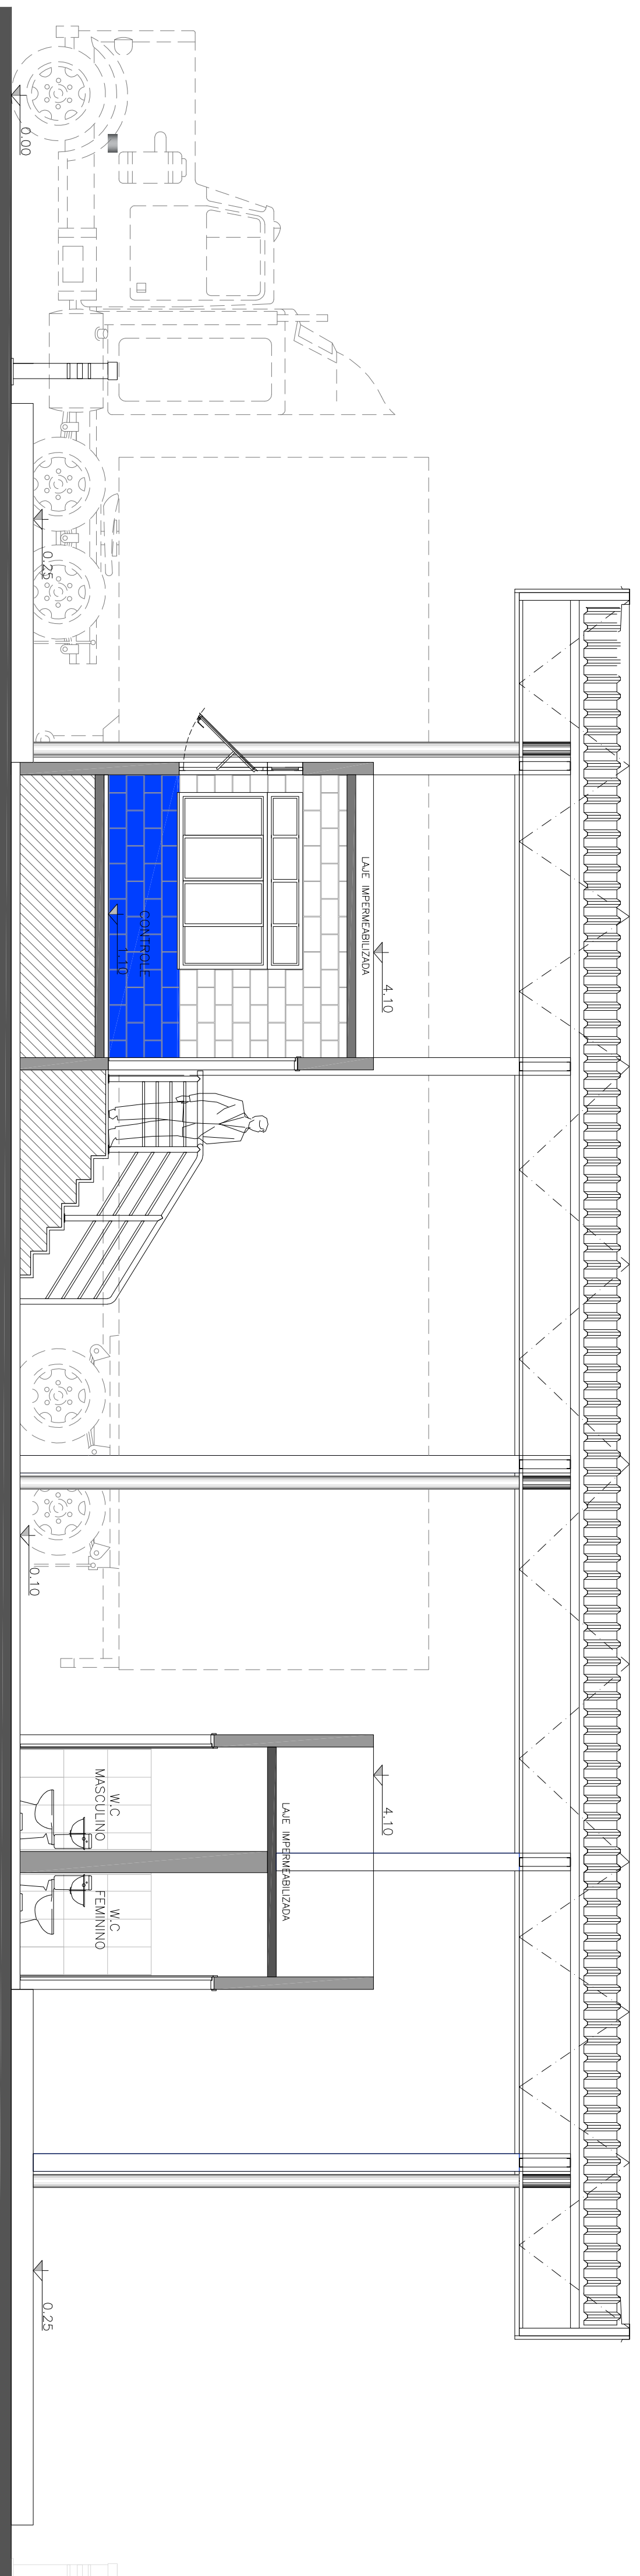 0.00
0.25
LAJE IMPERMEABILIZADA
4.10
CONTROLE
1.10
0.10
4.10
LAJE IMPERMEABILIZADA
W.C
MASCULINO
W.C
FEMININO
0.25